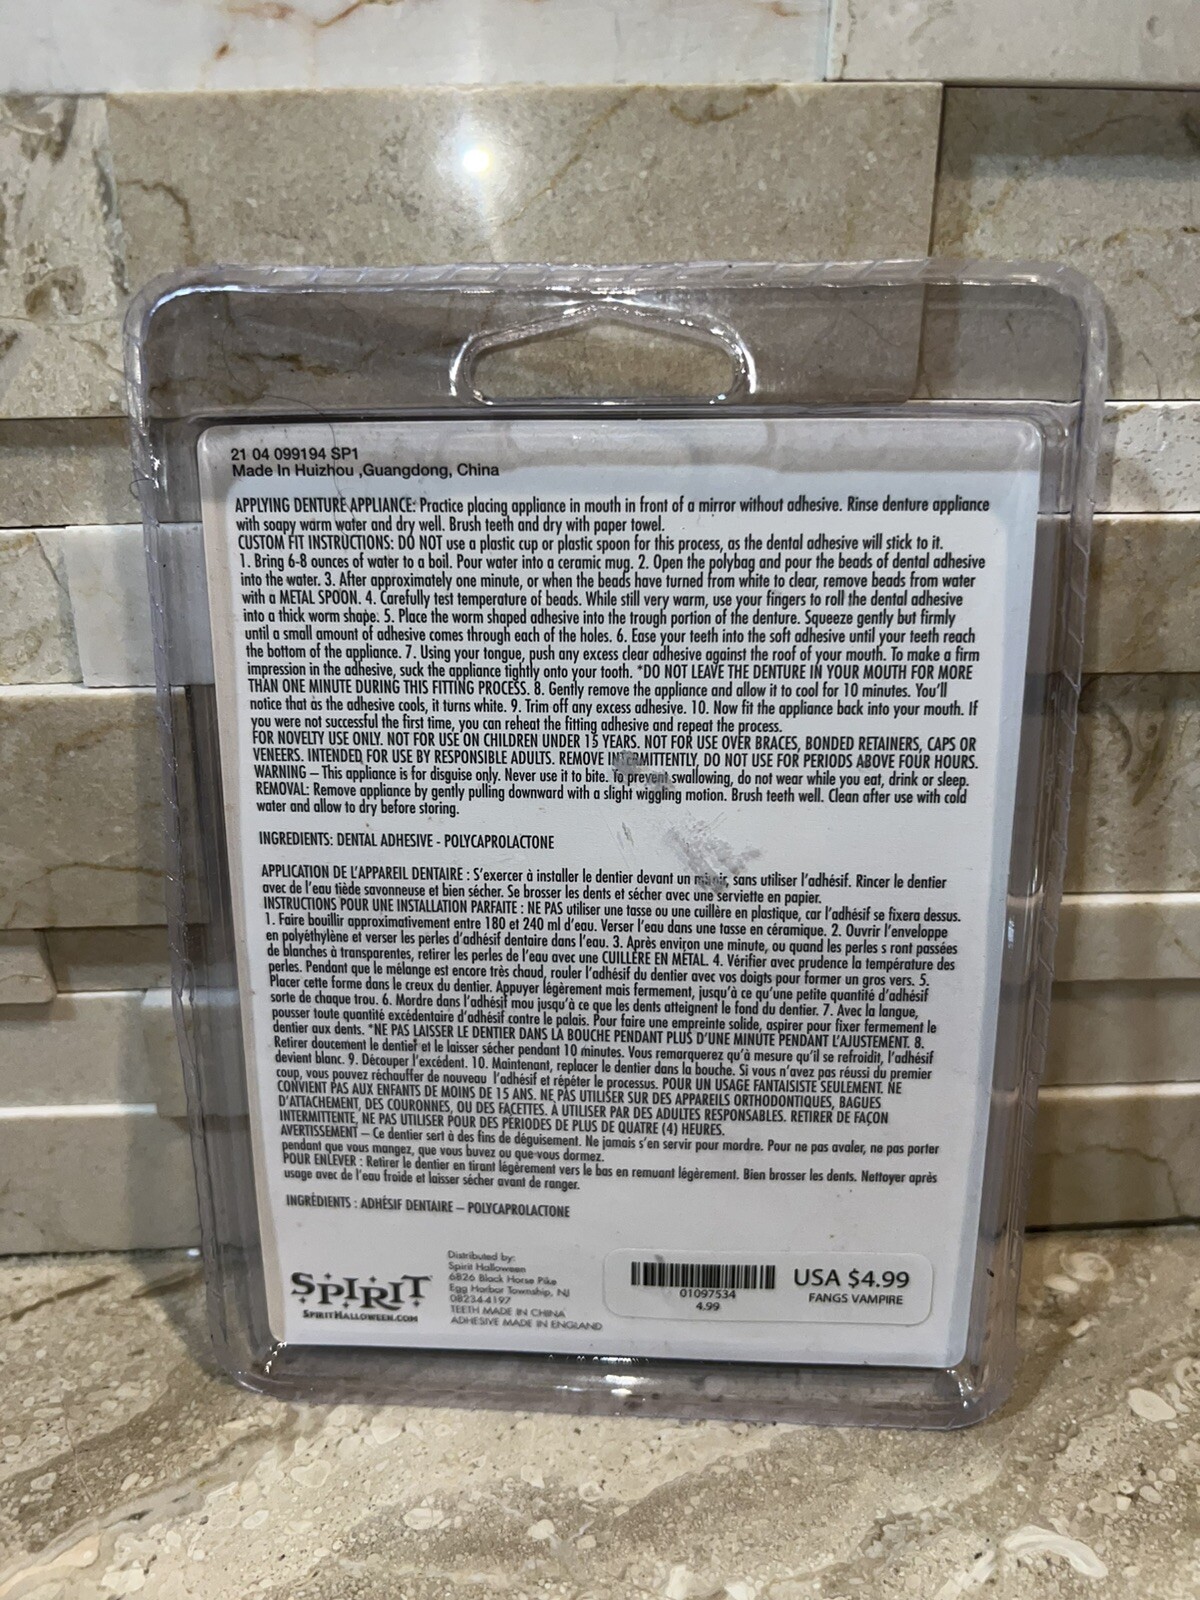 21 04 099194 SP1
Made In Huizhou ,Guangdong, China
APPLYING DENTURE APPLIANCE: Practice placing appliance in mouth in front of a mirror without adhesive. Rinse denture appliance
with soapy warm water and dry well. Brush teeth and dry with paper towel.
CUSTOM FIT INSTRUCTIONS: DO NOT use a plastic cup or plastic spoon for this process, as the dental adhesive will stick to it.
1. Bring 6-8 ounces of water to a boil. Pour water into a ceramic mug. 2. Open the polybag and pour the beads of dental adhesive
into the water. 3. After approximately one minute, or when the beads have turned from white to clear, remove beads from water
with a METAL SPOON. 4. Carefully test temperature of beads. While still very warm, use your fingers to roll the dental adhesive
into a thick worm shape. 5. Place the worm shaped adhesive into the trough portion of the denture. Squeeze gently but firmly
until a small amount of adhesive comes through each of the holes. 6. Ease your teeth into the soft adhesive until your teeth reach
the bottom of the appliance. 7. Using your tongue, push any excess clear adhesive against the roof of your mouth. To make a firm
impression in the adhesive, suck the appliance tightly onto your tooth. *DO NOT LEAVE THE DENTURE IN YOUR MOUTH FOR MORE
THAN ONE MINUTE DURING THIS FITTING PROCESS. 8. Gently remove the appliance and allow it to cool for 10 minutes. You'll
notice that as the adhesive cools, it turns white. 9. Trim off any excess adhesive. 10. Now fit the appliance back into your mouth. If
you were not successful the first time, you can reheat the fitting adhesive and repeat the process.
FOR NOVELTY USE ONLY. NOT FOR USE ON CHILDREN UNDER 15 YEARS. NOT FOR USE OVER BRACES, BONDED RETAINERS, CAPS OR
VENEERS. INTENDED FOR USE BY RESPONSIBLE ADULTS. REMOVE INTERMITTENTLY, DO NOT USE FOR PERIODS ABOVE FOUR HOURS.
WARNING – This appliance is for disguise only. Never use it to bite. To prevent swallowing, do not wear while you eat, drink or sleep.
REMOVAL: Remove appliance by gently pulling downward with a slight wiggling motion. Brush teeth well. Clean after use with cold
water and allow to dry before storing.
INGREDIENTS: DENTAL ADHESIVE - POLYCAPROLACTONE
APPLICATION DE L'APPAREIL DENTAIRE : S'exercer à installer le dentier devant un miroir, sans utiliser l'adhésif. Rincer le dentier
avec de l'eau tiède savonneuse et bien sécher. Se brosser les dents et sécher avec une serviette en papier.
INSTRUCTIONS POUR UNE INSTALLATION PARFAITE : NE PAS utiliser une tasse ou une cuillère en plastique, car l'adhésif se fixera dessus.
1. Faire bouillir approximativement entre 180 et 240 ml d'eau. Verser l'eau dans une tasse en céramique. 2. Ouvrir l'enveloppe
en polyéthylène et verser les perles d'adhésif dentaire dans l'eau. 3. Après environ une minute, ou quand les perles s ront passées
de blanches à transparentes, retirer les perles de l'eau avec une CUILLÈRE EN MÉTAL. 4. Vérifier avec prudence la température des
perles. Pendant que le mélange est encore très chaud, rouler l'adhésif du dentier avec vos doigts pour former un gros vers. 5.
Placer cette forme dans le creux du dentier. Appuyer légèrement mais fermement, jusqu'à ce qu'une petite quantité d'adhésif
sorte de chaque trou. 6. Mordre dans l'adhésif mou jusqu'à ce que les dents atteignent le fond du dentier. 7. Avec la langue,
pousser toute quantité excédentaire d'adhésif contre le palais. Pour faire une empreinte solide, aspirer pour fixer fermement le
dentier aux dents. *NE PAS LAISSER LE DENTIER DANS LA BOUCHE PENDANT PLUS D'UNE MINUTE PENDANT L'AJUSTEMENT. 8.
Retirer doucement le dentier et le laisser sécher pendant 10 minutes. Vous remarquerez qu'à mesure qu'il se refroidit, l'adhésif
devient blanc. 9. Découper l'excédent. 10. Maintenant, replacer le dentier dans la bouche. Si vous n'avez pas réussi du premier
coup, vous pouvez réchauffer de nouveau l'adhésif et répéter le processus. POUR UN USAGE FANTAISISTE SEULEMENT. NE
CONVIENT PAS AUX ENFANTS DE MOINS DE 15 ANS. NE PAS UTILISER SUR DES APPAREILS ORTHODONTIQUES, BAGUES
D'ATTACHEMENT, DES COURONNES, OU DES FACETTES. À UTILISER PAR DES ADULTES RESPONSABLES. RETIRER DE FAÇON
INTERMITTENTE, NE PAS UTILISER POUR DES PÉRIODES DE PLUS DE QUATRE (4) HEURES.
AVERTISSEMENT – Ce dentier sert à des fins de déguisement. Ne jamais s'en servir pour mordre. Pour ne pas avaler, ne pas porter
pendant que vous mangez, que vous buvez ou que vous dormez.
POUR ENLEVER : Retirer le dentier en tirant légèrement vers le bas en remuant légèrement. Bien brosser les dents. Nettoyer après
usage avec de l'eau froide et laisser sécher avant de ranger.
INGRÉDIENTS : ADHÉSIF DENTAIRE – POLYCAPROLACTONE
SPIRIT
SPIRITHALLOWEEN.COM
Distributed by:
Spirit Halloween
6826 Black Horse Pike
Egg Harbor Township, NJ
08234-4197
TEETH MADE IN CHINA
ADHESIVE MADE IN ENGLAND
01097534
4.99
USA $4.99
FANGS VAMPIRE